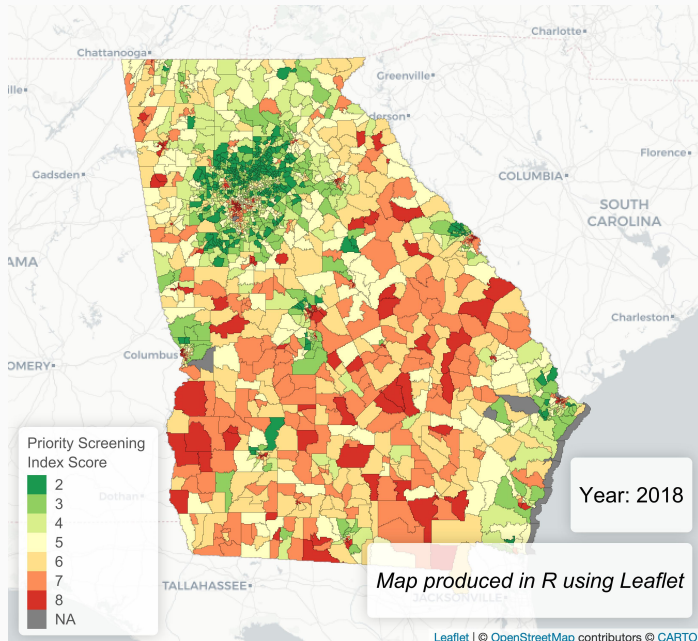 Charlotte
Chattanooga
Greenville
ille
derson
Florence
Gadsden
COLUMBIA
SOUTH
CAROLINA
AMA
Charleston
Columbus
OMERY
Priority Screening
Index Score
2
3
4
5
6
7
8
NA
Dothan
Year: 2018
Map produced in R using Leaflet
TALLAHASSEE
JACKSONVILLE
Leaflet | © OpenStreetMap contributors © CARTO